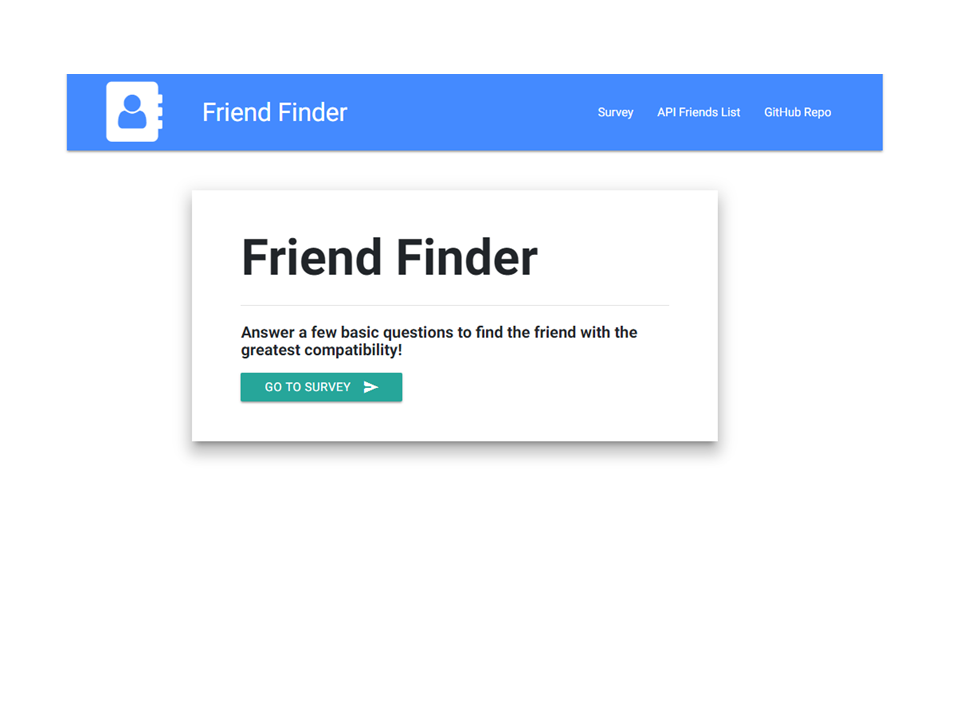 Friend Finder
Survey
API Friends List
GitHub Repo
Friend Finder
Answer a few basic questions to find the friend with the
greatest compatibility!
GO TO SURVEY